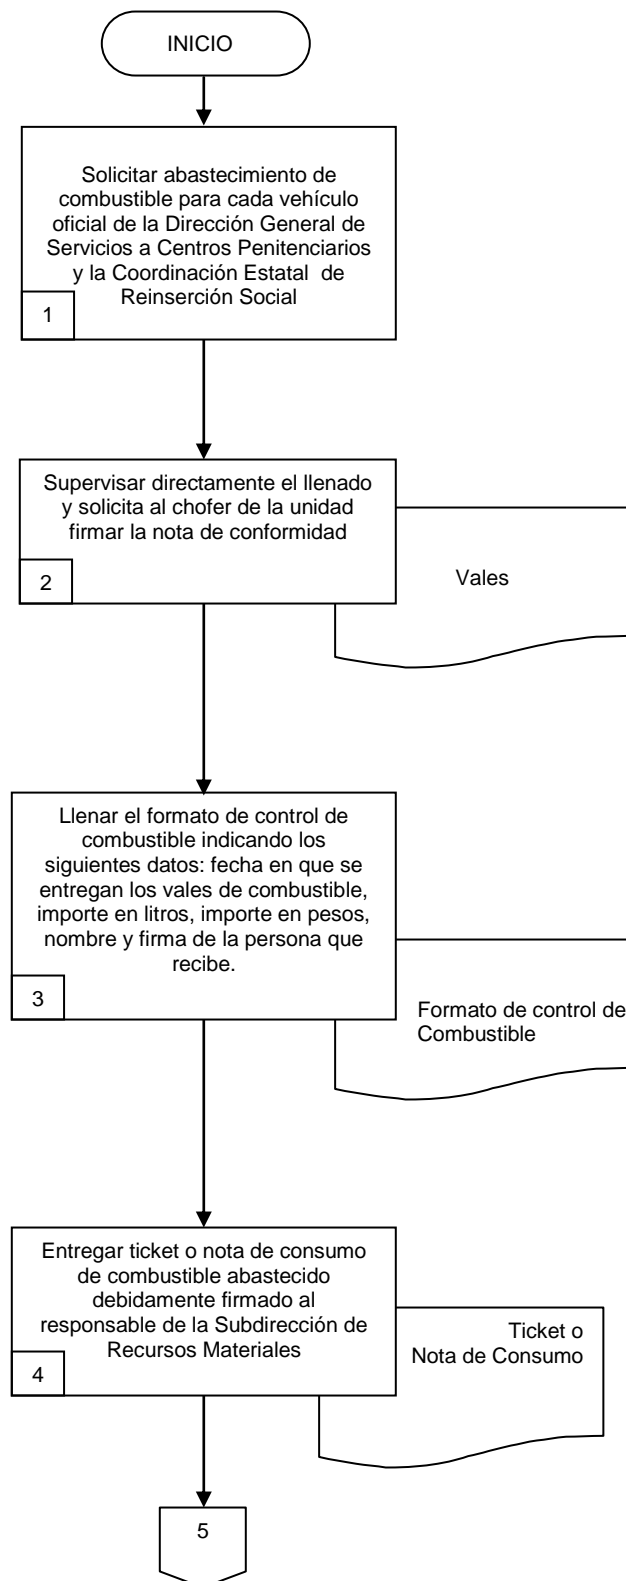 INICIO
Solicitar abastecimiento de
combustible para cada vehículo
oficial de la Dirección General de
Servicios a Centros Penitenciarios
y la Coordinación Estatal  de
Reinserción Social
1
Supervisar directamente el llenado
y solicita al chofer de la unidad
firmar la nota de conformidad
2
Vales
Llenar el formato de control de
combustible indicando los
siguientes datos: fecha en que se
entregan los vales de combustible,
importe en litros, importe en pesos,
nombre y firma de la persona que
recibe.
3
Formato de control de
Combustible
Entregar ticket o nota de consumo
de combustible abastecido
debidamente firmado al
responsable de la Subdirección de
Recursos Materiales
4
Ticket o
Nota de Consumo
5